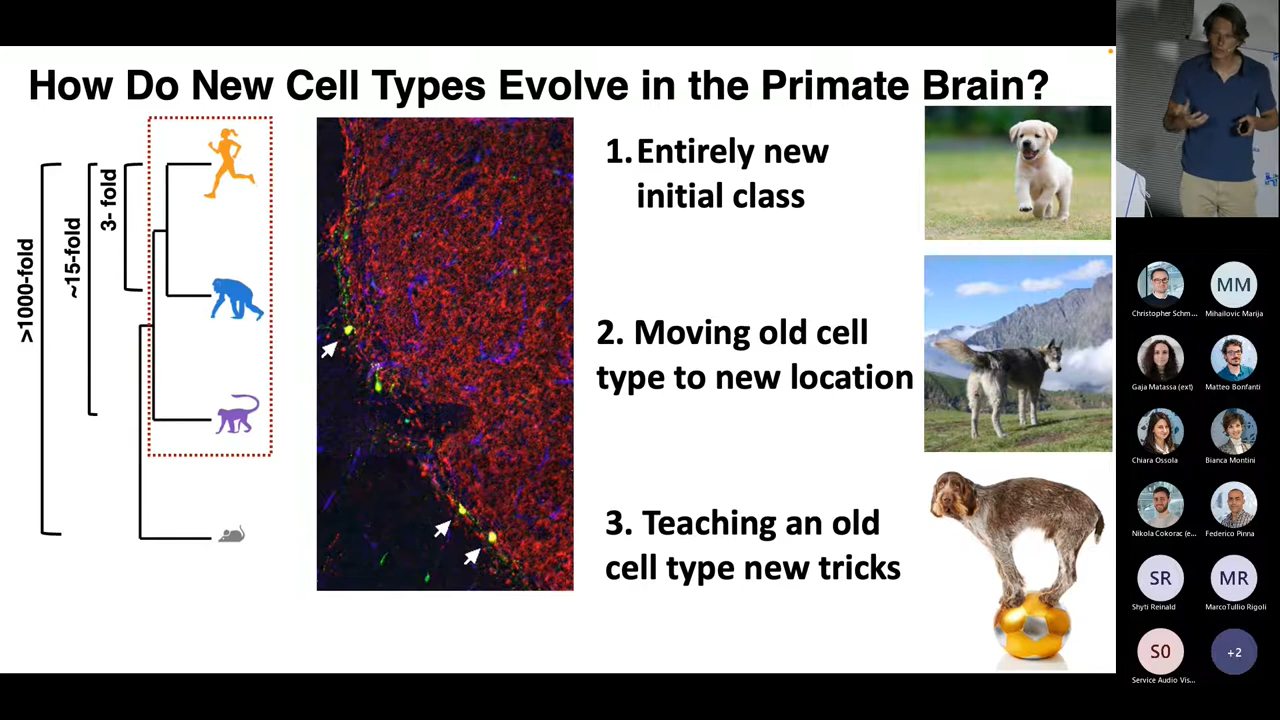 How Do New Cell Types Evolve in the Primate Brain?
>1000-fold
~15-fold
3- fold
1. Entirely new
initial class
2. Moving old cell
type to new location
3. Teaching an old
cell type new tricks
MM
Christopher Schm...
Mihailovic Marija
Gaja Matassa (ext)
Matteo Bonfanti
Chiara Ossola
Bianca Montini
Nikola Cokorac (e...
Federico Pinna
SR
MR
Shyti Reinald
MarcoTullio Rigoli
S0
+2
Service Audio Vis...